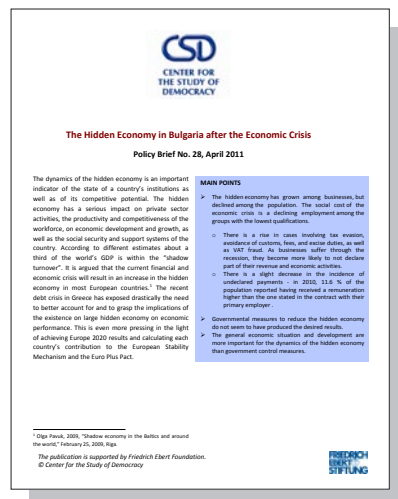 CSD
CENTER FOR
THE STUDY OF
DEMOCRACY
The Hidden Economy in Bulgaria after the Economic Crisis
Policy Brief No. 28, April 2011
The dynamics of the hidden economy is an important
indicator of the state of a country's institutions as
well as of its competitive potential. The hidden
economy has a serious impact on private sector
activities, the productivity and competitiveness of the
workforce, on economic development and growth, as
well as the social security and support systems of the
country. According to different estimates about a
third of the world's GDP is within the "shadow
turnover". It is argued that the current financial and
economic crisis will result in an increase in the hidden
economy in most European countries.¹ The recent
debt crisis in Greece has exposed drastically the need
to better account for and to grasp the implications of
the existence on large hidden economy on economic
performance. This is even more pressing in the light
of achieving Europe 2020 results and calculating each
country's contribution to the European Stability
Mechanism and the Euro Plus Pact.
MAIN POINTS
➢ The hidden economy has grown among businesses, but
declined among the population. The social cost of the
economic crisis is a declining employment among the
groups with the lowest qualifications.
o There is a rise in cases involving tax evasion,
avoidance of customs, fees, and excise duties, as well
as VAT fraud. As businesses suffer through the
recession, they become more likely to not declare
part of their revenue and economic activities.
o There is a slight decrease in the incidence of
undeclared payments - in 2010, 11.6 % of the
population reported having received a remuneration
higher than the one stated in the contract with their
primary employer .
➢ Governmental measures to reduce the hidden economy
do not seem to have produced the desired results.
➢ The general economic situation and development are
more important for the dynamics of the hidden economy
than government control measures.
¹ Olga Pavuk, 2009, "Shadow economy in the Baltics and around
the world," February 25, 2009, Riga.
The publication is supported by Friedrich Ebert Foundation.
© Center for the Study of Democracy
FRIEDRICH
EBERT
STIFTUNG